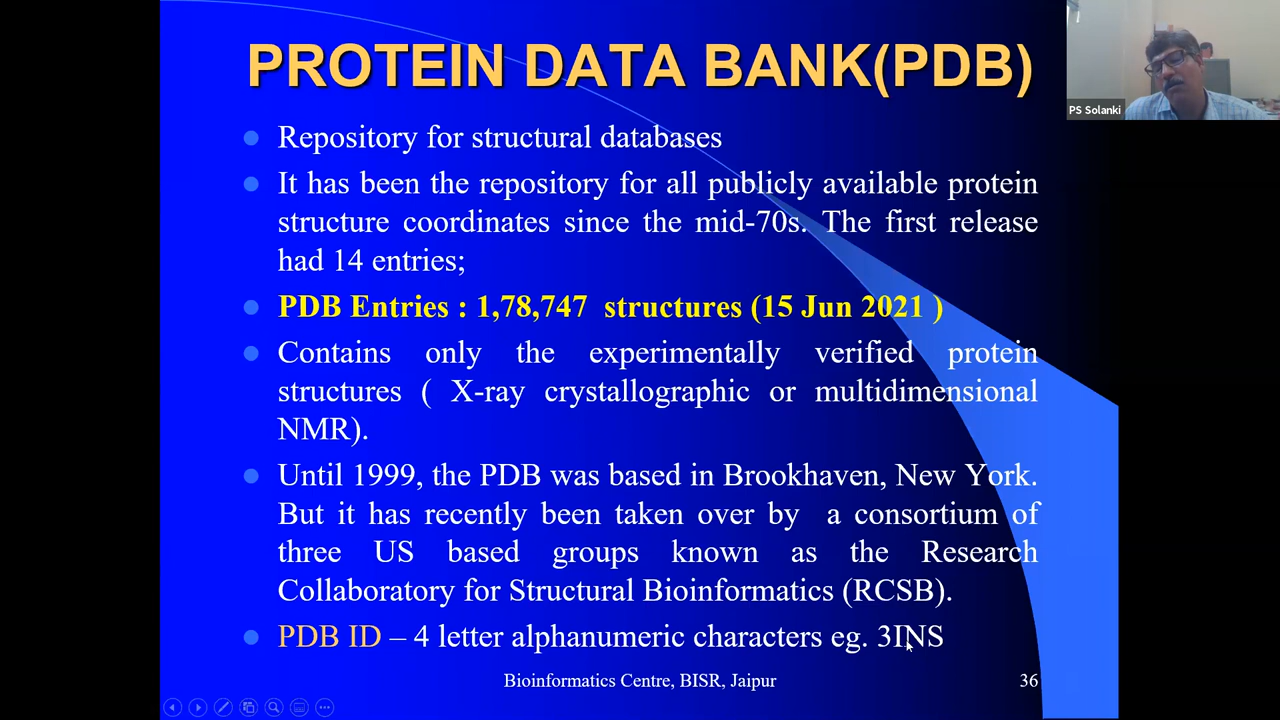 PROTEIN DATA BANK(PDB)
PS Solanki
Repository for structural databases
It has been the repository for all publicly available protein
structure coordinates since the mid-70s. The first release
had 14 entries;
PDB Entries : 1,78,747 structures (15 Jun 2021 )
Contains only the experimentally verified protein
structures ( X-ray crystallographic or multidimensional
NMR).
Until 1999, the PDB was based in Brookhaven, New York.
But it has recently been taken over by a consortium of
three US based groups known as the Research
Collaboratory for Structural Bioinformatics (RCSB).
PDB ID – 4 letter alphanumeric characters eg. 3INS
Bioinformatics Centre, BISR, Jaipur 36